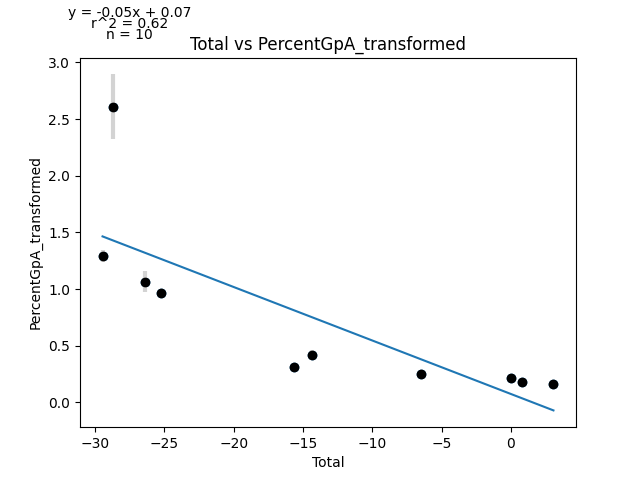 y = -0.05x + 0.07
r^2 = 0.62
n = 10
Total vs PercentGpA_transformed
3.0
2.5
2.0
1.5
1.0
0.5
0.0
PercentGpA_transformed
−30
−25
−20
−15
−10
−5
0
Total